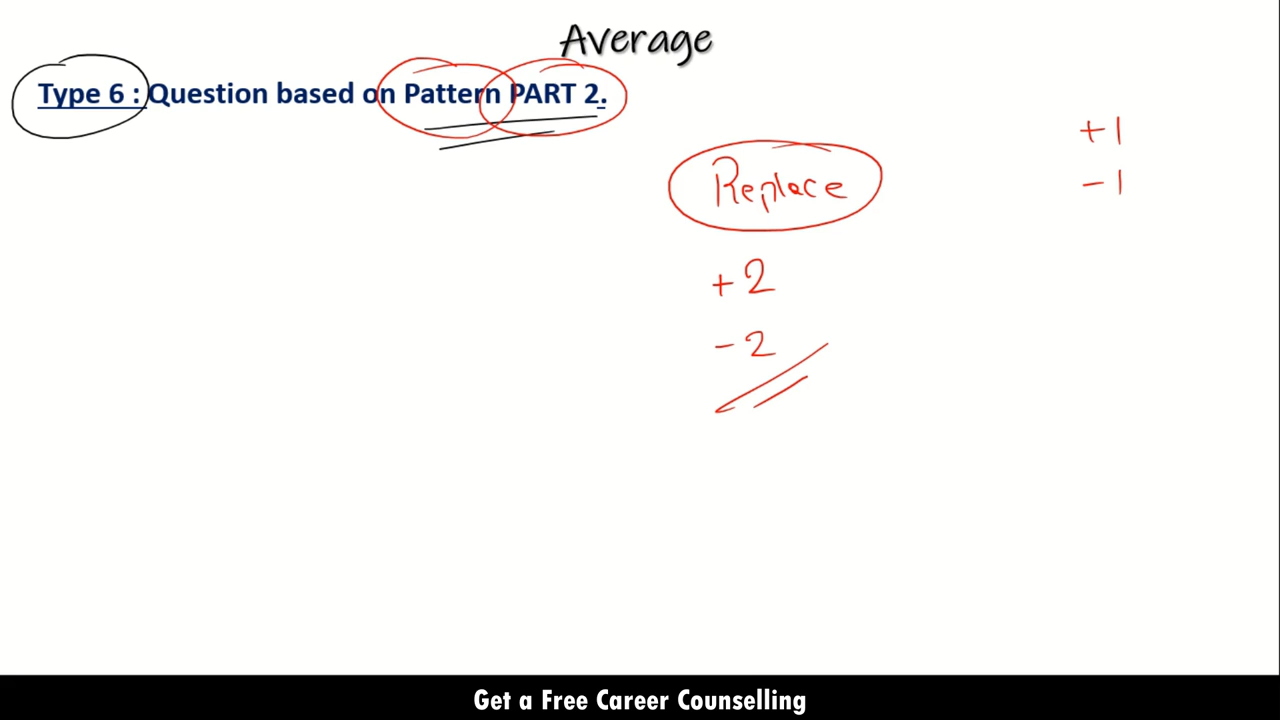 Average
Type 6 : Question based on Pattern PART 2.
+1
-1
Replace
+2
-2
Get a Free Career Counselling